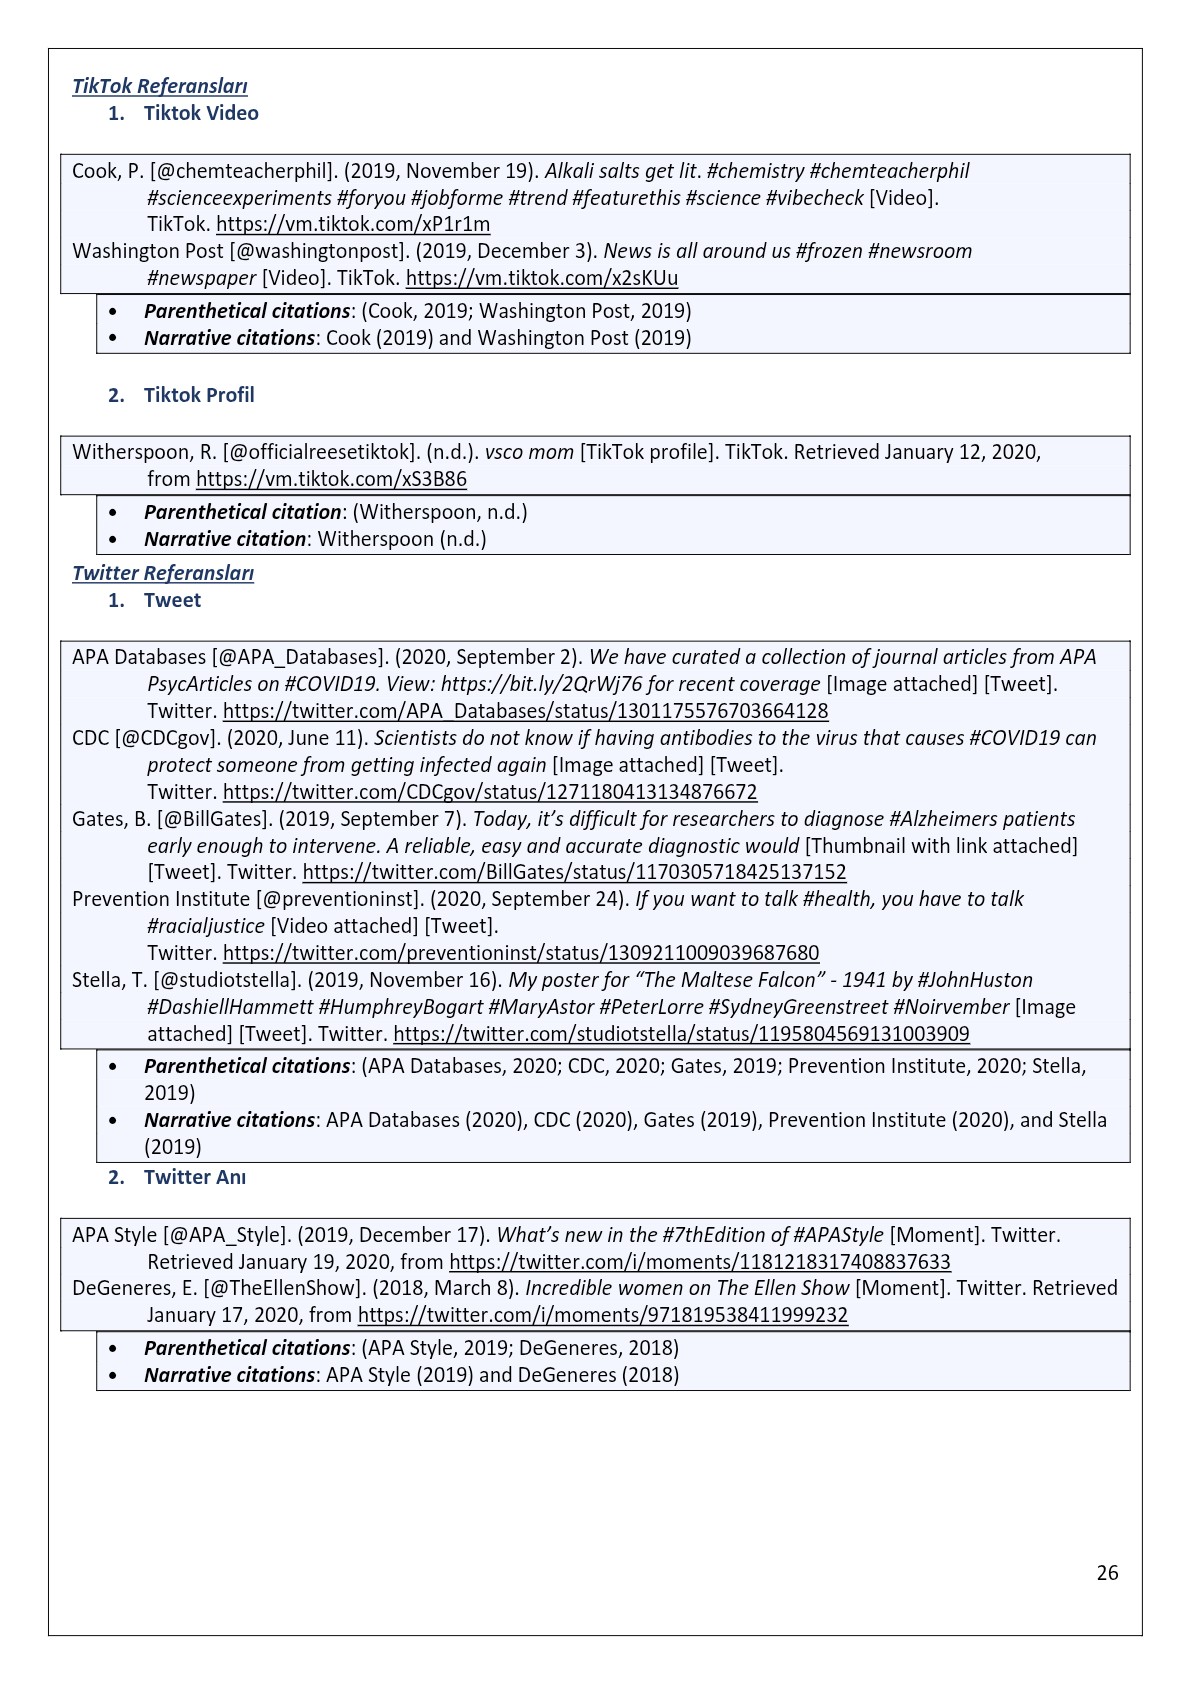 TikTok Referansları
1. Tiktok Video
Cook, P. [@chemteacherphil]. (2019, November 19). Alkali salts get lit. #chemistry #chemteacherphil
#scienceexperiments #foryou #jobforme #trend #featurethis #science #vibecheck [Video].
TikTok. https://vm.tiktok.com/xP1r1m
Washington Post [@washingtonpost]. (2019, December 3). News is all around us #frozen #newsroom
#newspaper [Video]. TikTok. https://vm.tiktok.com/x2sKUu
• Parenthetical citations: (Cook, 2019; Washington Post, 2019)
• Narrative citations: Cook (2019) and Washington Post (2019)
2. Tiktok Profil
Witherspoon, R. [@officialreesetiktok]. (n.d.). vsco mom [TikTok profile]. TikTok. Retrieved January 12, 2020,
from https://vm.tiktok.com/xS3B86
• Parenthetical citation: (Witherspoon, n.d.)
• Narrative citation: Witherspoon (n.d.)
Twitter Referansları
1. Tweet
APA Databases [@APA_Databases]. (2020, September 2). We have curated a collection of journal articles from APA
PsycArticles on #COVID19. View: https://bit.ly/2QrWj76 for recent coverage [Image attached] [Tweet].
Twitter. https://twitter.com/APA_Databases/status/1301175576703664128
CDC [@CDCgov]. (2020, June 11). Scientists do not know if having antibodies to the virus that causes #COVID19 can
protect someone from getting infected again [Image attached] [Tweet].
Twitter. https://twitter.com/CDCgov/status/1271180413134876672
Gates, B. [@BillGates]. (2019, September 7). Today, it’s difficult for researchers to diagnose #Alzheimers patients
early enough to intervene. A reliable, easy and accurate diagnostic would [Thumbnail with link attached]
[Tweet]. Twitter. https://twitter.com/BillGates/status/1170305718425137152
Prevention Institute [@preventioninst]. (2020, September 24). If you want to talk #health, you have to talk
#racialjustice [Video attached] [Tweet].
Twitter. https://twitter.com/preventioninst/status/1309211009039687680
Stella, T. [@studiotstella]. (2019, November 16). My poster for “The Maltese Falcon” - 1941 by #JohnHuston
#DashiellHammett #HumphreyBogart #MaryAstor #PeterLorre #SydneyGreenstreet #Noirvember [Image
attached] [Tweet]. Twitter. https://twitter.com/studiotstella/status/1195804569131003909
• Parenthetical citations: (APA Databases, 2020; CDC, 2020; Gates, 2019; Prevention Institute, 2020; Stella,
2019)
• Narrative citations: APA Databases (2020), CDC (2020), Gates (2019), Prevention Institute (2020), and Stella
(2019)
2. Twitter Anı
APA Style [@APA_Style]. (2019, December 17). What’s new in the #7thEdition of #APAStyle [Moment]. Twitter.
Retrieved January 19, 2020, from https://twitter.com/i/moments/1181218317408837633
DeGeneres, E. [@TheEllenShow]. (2018, March 8). Incredible women on The Ellen Show [Moment]. Twitter. Retrieved
January 17, 2020, from https://twitter.com/i/moments/971819538411999232
• Parenthetical citations: (APA Style, 2019; DeGeneres, 2018)
• Narrative citations: APA Style (2019) and DeGeneres (2018)
26